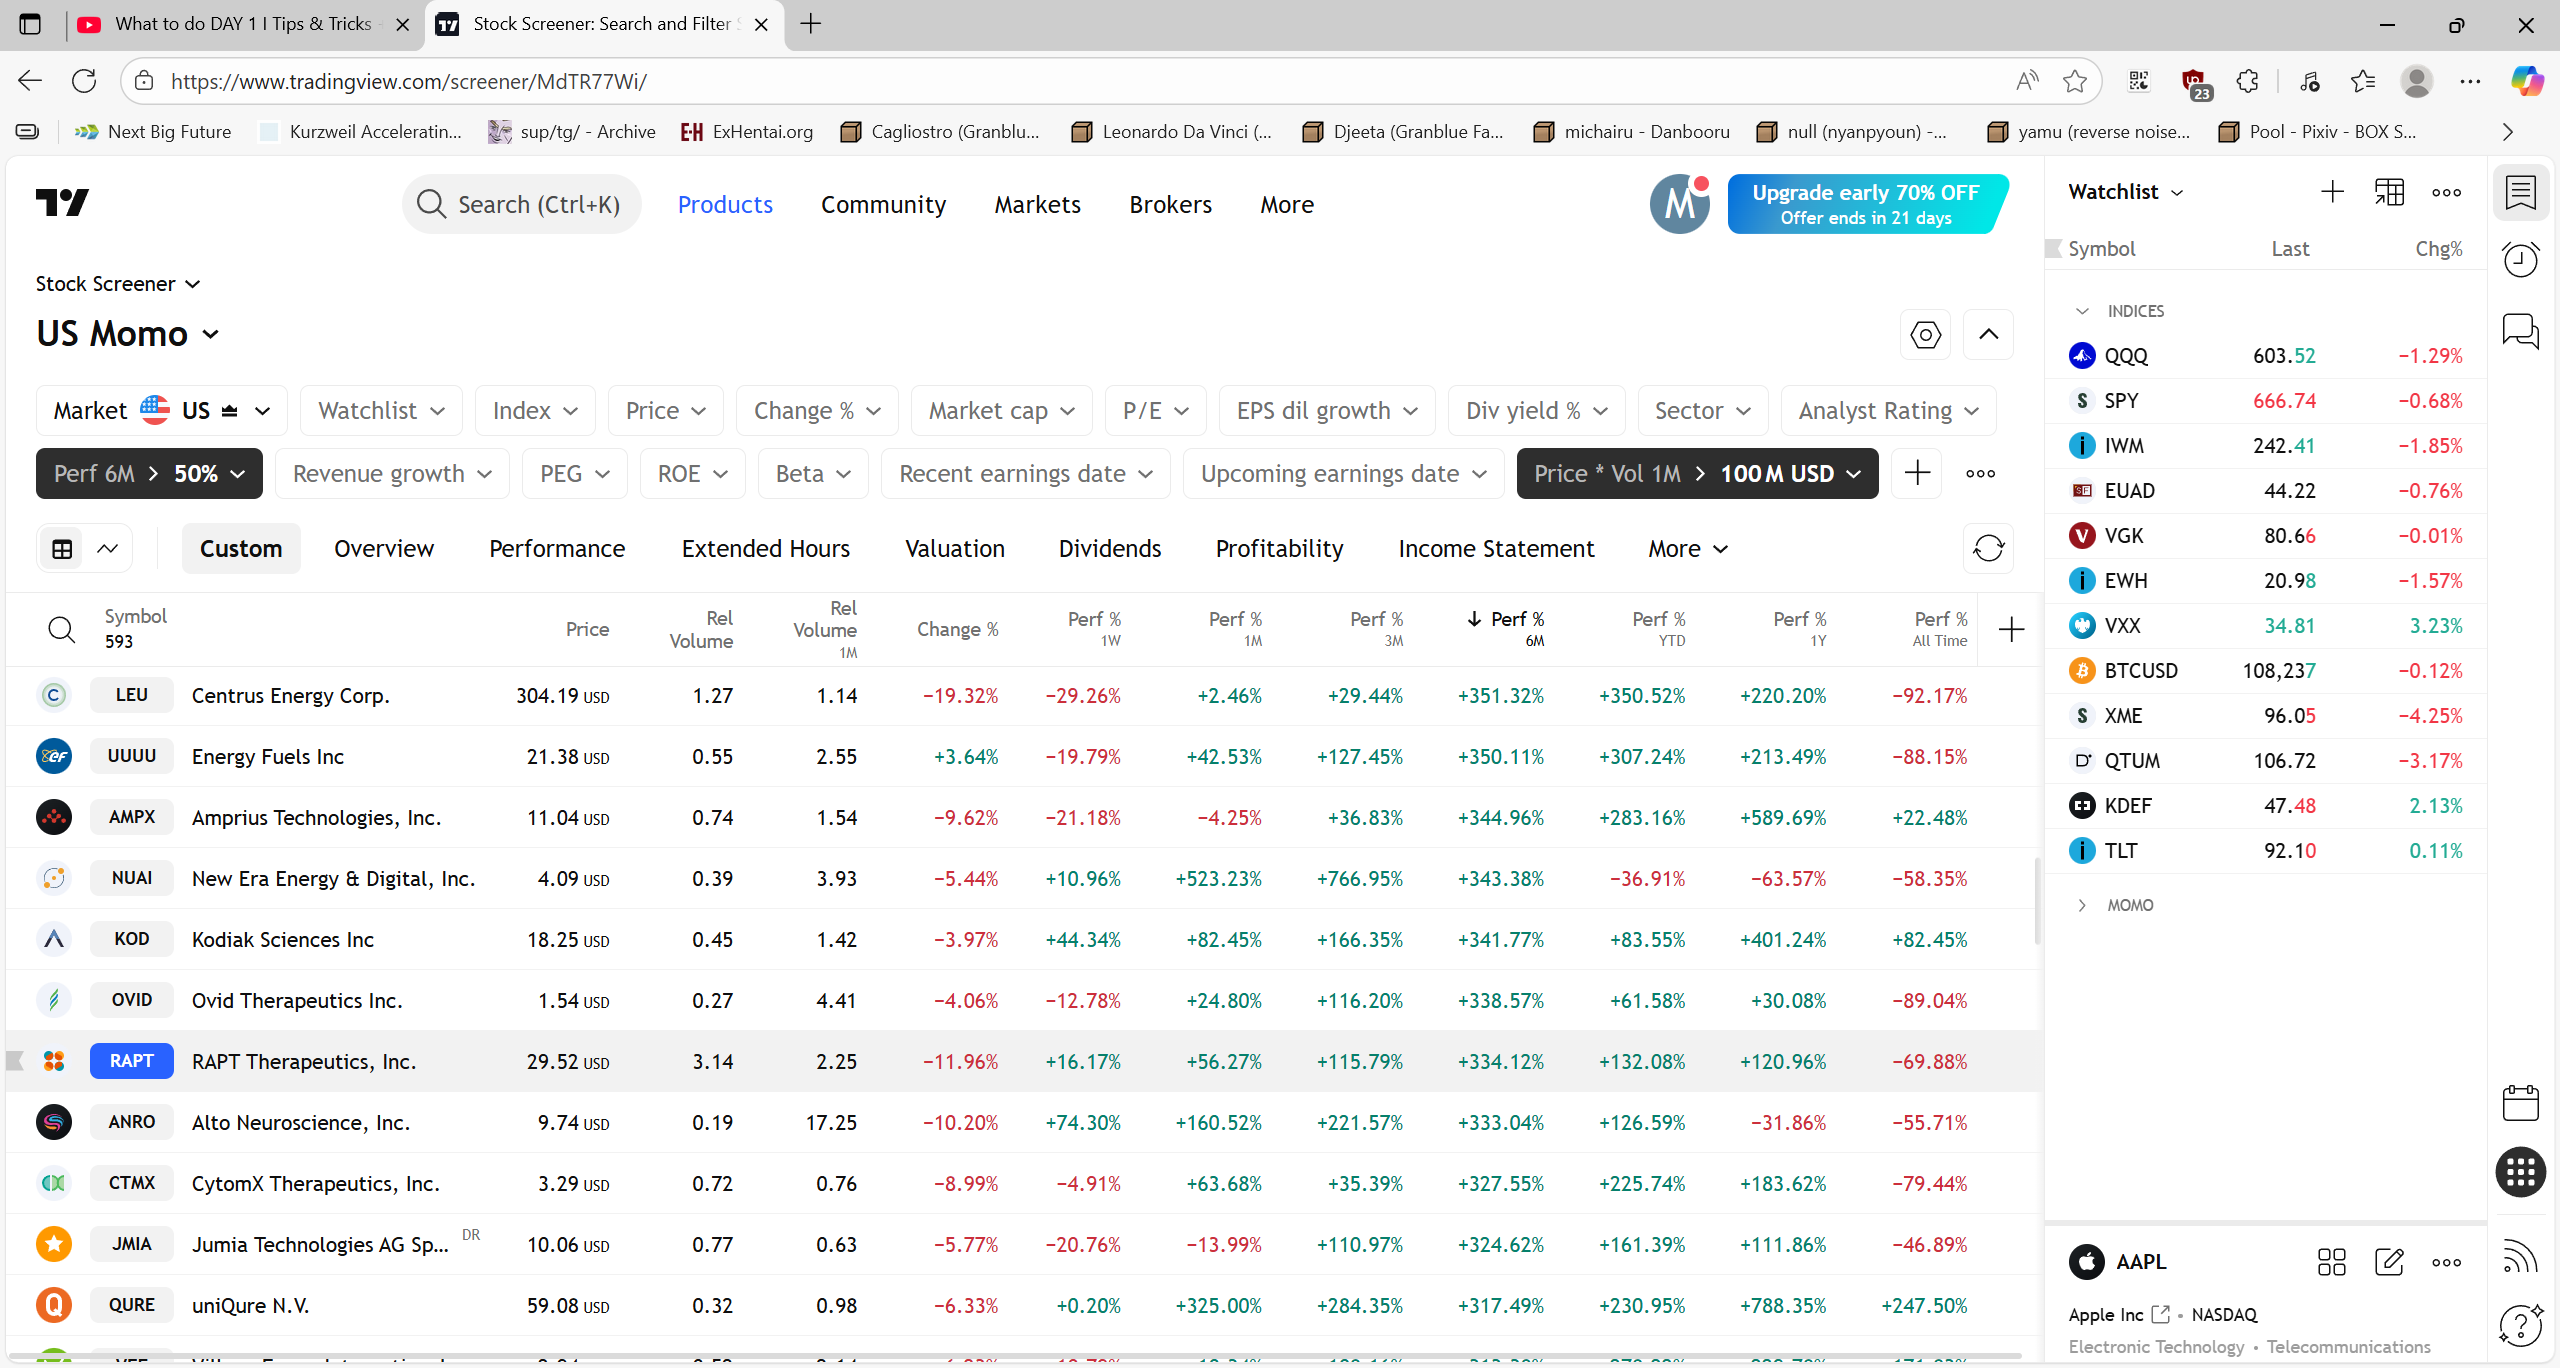 What to do DAY 1 I Tips & Tricks
Stock Screener: Search and Filter S
https://www.tradingview.com/screener/MdTR77Wi/
23
Next Big Future
Kurzweil Acceleratin...
sup/tg/ - Archive
E-H ExHentai.org
Cagliostro (Granblu...
Leonardo Da Vinci (...
Djeeta (Granblue Fa...
michairu - Danbooru
null (nyanpyoun) -...
yamu (reverse noise...
Pool - Pixiv - BOX S...
Search (Ctrl+K)
Products
Community
Markets
Brokers
More
M
Upgrade early 70% OFF
Offer ends in 21 days
Stock Screener
US Momo
Market US
Watchlist
Index
Price
Change %
Market cap
P/E
EPS dil growth
Div yield %
Sector
Analyst Rating
Perf 6M > 50%
Revenue growth
PEG
ROE
Beta
Recent earnings date
Upcoming earnings date
Price * Vol 1M > 100 M USD
Custom
Overview
Performance
Extended Hours
Valuation
Dividends
Profitability
Income Statement
More
Symbol 593 Price Rel Volume Rel Volume 1M Change % Perf % 1W Perf % 1M Perf % 3M Perf % 6M Perf % YTD Perf % 1Y Perf % All Time
LEU Centrus Energy Corp. 304.19 USD 1.27 1.14 −19.32% −29.26% +2.46% +29.44% +351.32% +350.52% +220.20% −92.17%
UUUU Energy Fuels Inc 21.38 USD 0.55 2.55 +3.64% −19.79% +42.53% +127.45% +350.11% +307.24% +213.49% −88.15%
AMPX Amprius Technologies, Inc. 11.04 USD 0.74 1.54 −9.62% −21.18% −4.25% +36.83% +344.96% +283.16% +589.69% +22.48%
NUAI New Era Energy & Digital, Inc. 4.09 USD 0.39 3.93 −5.44% +10.96% +523.23% +766.95% +343.38% −36.91% −63.57% −58.35%
KOD Kodiak Sciences Inc 18.25 USD 0.45 1.42 −3.97% +44.34% +82.45% +166.35% +341.77% +83.55% +401.24% +82.45%
OVID Ovid Therapeutics Inc. 1.54 USD 0.27 4.41 −4.06% −12.78% +24.80% +116.20% +338.57% +61.58% +30.08% −89.04%
RAPT RAPT Therapeutics, Inc. 29.52 USD 3.14 2.25 −11.96% +16.17% +56.27% +115.79% +334.12% +132.08% +120.96% −69.88%
ANRO Alto Neuroscience, Inc. 9.74 USD 0.19 17.25 −10.20% +74.30% +160.52% +221.57% +333.04% +126.59% −31.86% −55.71%
CTMX CytomX Therapeutics, Inc. 3.29 USD 0.72 0.76 −8.99% −4.91% +63.68% +35.39% +327.55% +225.74% +183.62% −79.44%
JMIA Jumia Technologies AG Sp... DR 10.06 USD 0.77 0.63 −5.77% −20.76% −13.99% +110.97% +324.62% +161.39% +111.86% −46.89%
QURE uniQure N.V. 59.08 USD 0.32 0.98 −6.33% +0.20% +325.00% +284.35% +317.49% +230.95% +788.35% +247.50%
Watchlist
Symbol Last Chg%
INDICES
QQQ 603.52 −1.29%
SPY 666.74 −0.68%
IWM 242.41 −1.85%
EUAD 44.22 −0.76%
VGK 80.66 −0.01%
EWH 20.98 −1.57%
VXX 34.81 3.23%
BTCUSD 108,237 −0.12%
XME 96.05 −4.25%
QTUM 106.72 −3.17%
KDEF 47.48 2.13%
TLT 92.10 0.11%
MOMO
AAPL
Apple Inc • NASDAQ
Electronic Technology • Telecommunications